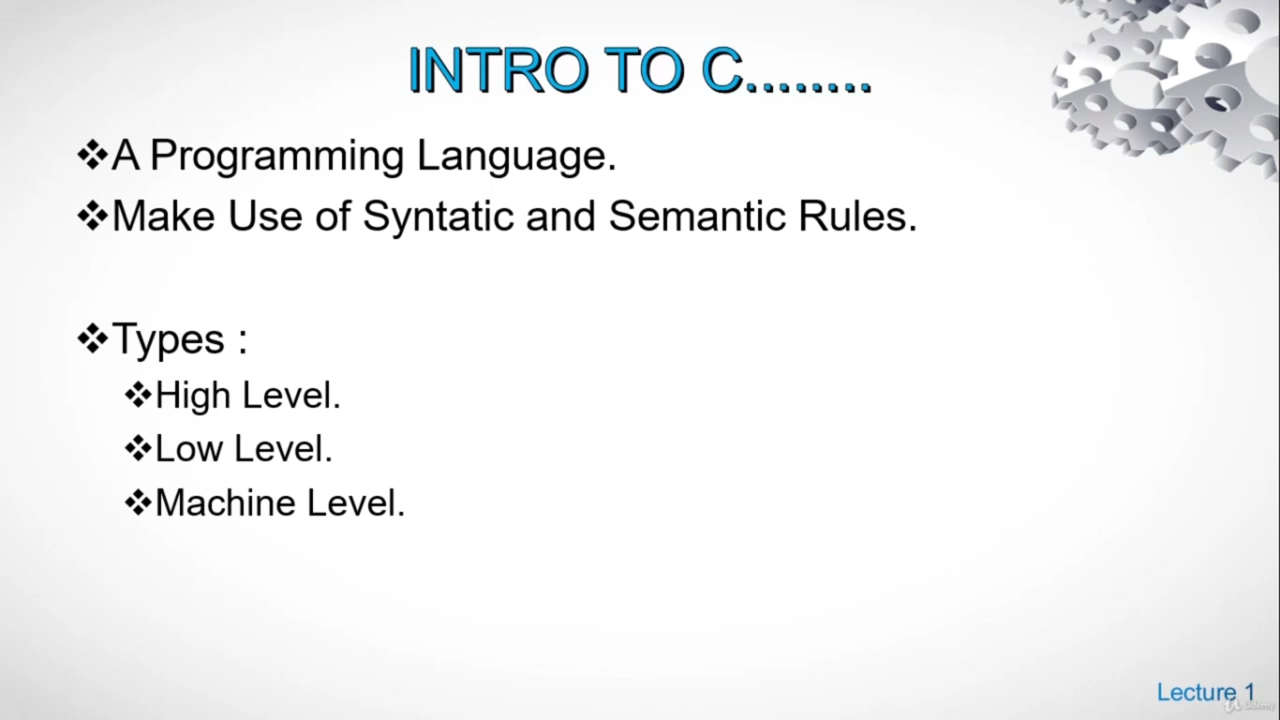 INTRO TO C........
❖A Programming Language.
❖Make Use of Syntatic and Semantic Rules.
❖Types :
❖High Level.
❖Low Level.
❖Machine Level.
Lecture 1
Udemy